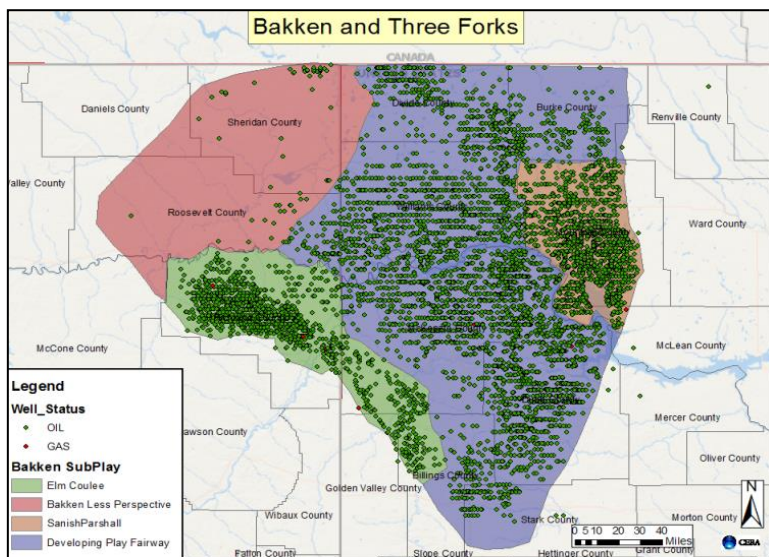 Bakken and Three Forks
CANADA
Daniels County
Sheridan County
Burke County
Renville County
Valley County
Roosevelt County
Ward County
McCone County
McLean County
Mercer County
Oliver County
Billings County
Golden Valley County
Wibaux County
Stark County
Morton County
Fallon County
Slope County
Hettinger County
Grant County
Legend
Well_Status
OIL
GAS
Bakken SubPlay
Elm Coulee
Bakken Less Perspective
SanishParshall
Developing Play Fairway
N
0 5 10 20 30 40
Miles